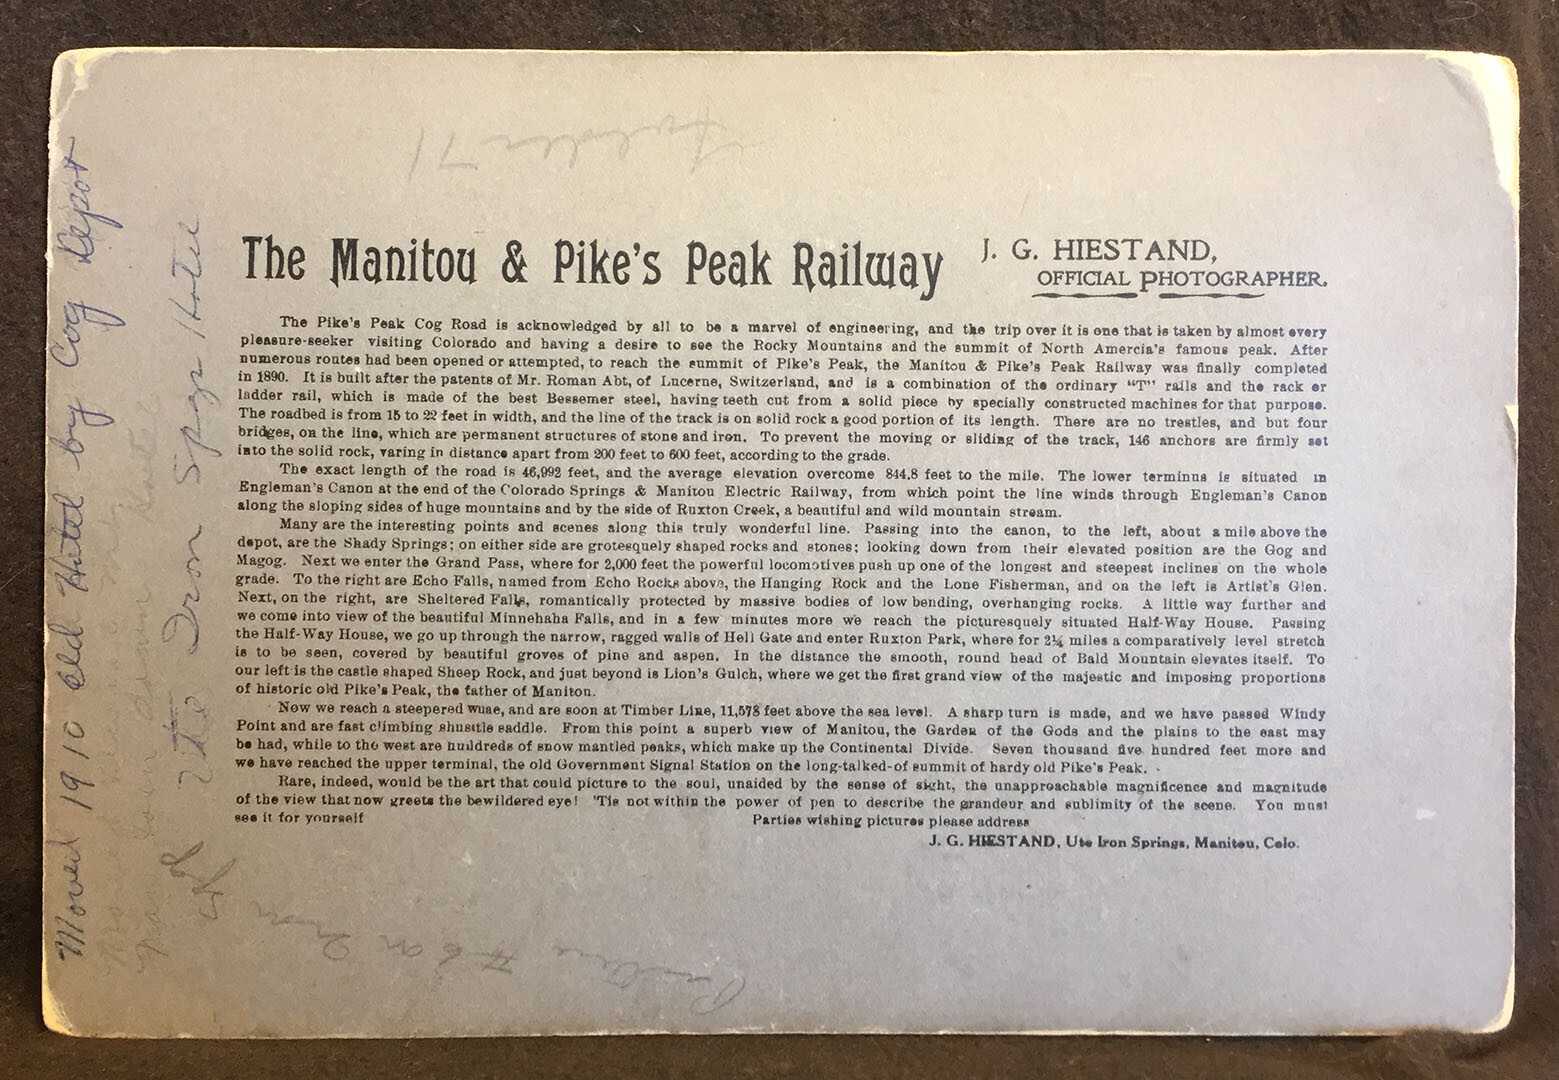 Folder 71
The Manitou & Pike's Peak Railway
J. G. HIESTAND,
OFFICIAL PHOTOGRAPHER.
The Pike's Peak Cog Road is acknowledged by all to be a marvel of engineering, and the trip over it is one that is taken by almost every
pleasure-seeker visiting Colorado and having a desire to see the Rocky Mountains and the summit of North Amercia's famous peak. After
numerous routes had been opened or attempted, to reach the summit of Pike's Peak, the Manitou & Pike's Peak Railway was finally completed
in 1890. It is built after the patents of Mr. Roman Abt, of Lucerne, Switzerland, and is a combination of the ordinary "T" rails and the rack or
ladder rail, which is made of the best Bessemer steel, having teeth cut from a solid piece by specially constructed machines for that purpose.
The roadbed is from 15 to 22 feet in width, and the line of the track is on solid rock a good portion of its length. There are no trestles, and but four
bridges, on the line, which are permanent structures of stone and iron. To prevent the moving or sliding of the track, 146 anchors are firmly set
into the solid rock, varing in distance apart from 200 feet to 600 feet, according to the grade.
The exact length of the road is 46,992 feet, and the average elevation overcome 844.8 feet to the mile. The lower terminus is situated in
Engleman's Canon at the end of the Colorado Springs & Manitou Electric Railway, from which point the line winds through Engleman's Canon
along the sloping sides of huge mountains and by the side of Ruxton Creek, a beautiful and wild mountain stream.
Many are the interesting points and scenes along this truly wonderful line. Passing into the canon, to the left, about a mile above the
depot, are the Shady Springs; on either side are grotesquely shaped rocks and stones; looking down from their elevated position are the Gog and
Magog. Next we enter the Grand Pass, where for 2,000 feet the powerful locomotives push up one of the longest and steepest inclines on the whole
grade. To the right are Echo Falls, named from Echo Rocks above, the Hanging Rock and the Lone Fisherman, and on the left is Artist's Glen.
Next, on the right, are Sheltered Falls, romantically protected by massive bodies of low bending, overhanging rocks. A little way further and
we come into view of the beautiful Minnehaha Falls, and in a few minutes more we reach the picturesquely situated Half-Way House. Passing
the Half-Way House, we go up through the narrow, ragged walls of Hell Gate and enter Ruxton Park, where for 2¼ miles a comparatively level stretch
is to be seen, covered by beautiful groves of pine and aspen. In the distance the smooth, round head of Bald Mountain elevates itself. To
our left is the castle shaped Sheep Rock, and just beyond is Lion's Gulch, where we get the first grand view of the majestic and imposing proportions
of historic old Pike's Peak, the father of Manitou.
Now we reach a steepered wuae, and are soon at Timber Line, 11,578 feet above the sea level. A sharp turn is made, and we have passed Windy
Point and are fast climbing shustle saddle. From this point a superb view of Manitou, the Garden of the Gods and the plains to the east may
be had, while to the west are hundreds of snow mantled peaks, which make up the Continental Divide. Seven thousand five hundred feet more and
we have reached the upper terminal, the old Government Signal Station on the long-talked-of summit of hardy old Pike's Peak.
Rare, indeed, would be the art that could picture to the soul, unaided by the sense of sight, the unapproachable magnificence and magnitude
of the view that now greets the bewildered eye! 'Tis not within the power of pen to describe the grandeur and sublimity of the scene. You must
see it for yourself
Parties wishing pictures please address
J. G. HIESTAND, Ute Iron Springs, Manitou, Colo.
Moved 1910 Old Hotel by Cog Depot
Ute Iron Spgs Hotel